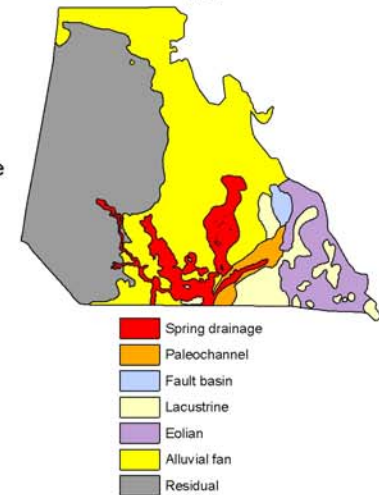 e
Spring drainage
Paleochannel
Fault basin
Lacustrine
Eolian
Alluvial fan
Residual